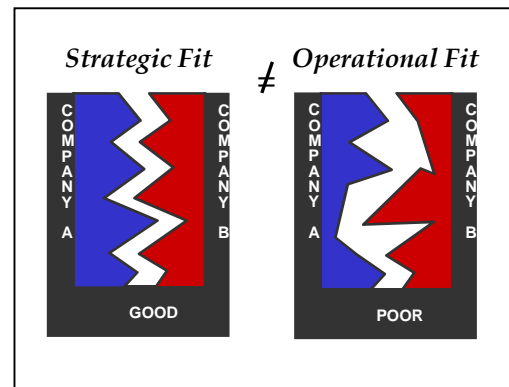 Strategic Fit ≠ Operational Fit
COMPANY A
COMPANY B
GOOD
COMPANY A
COMPANY B
POOR